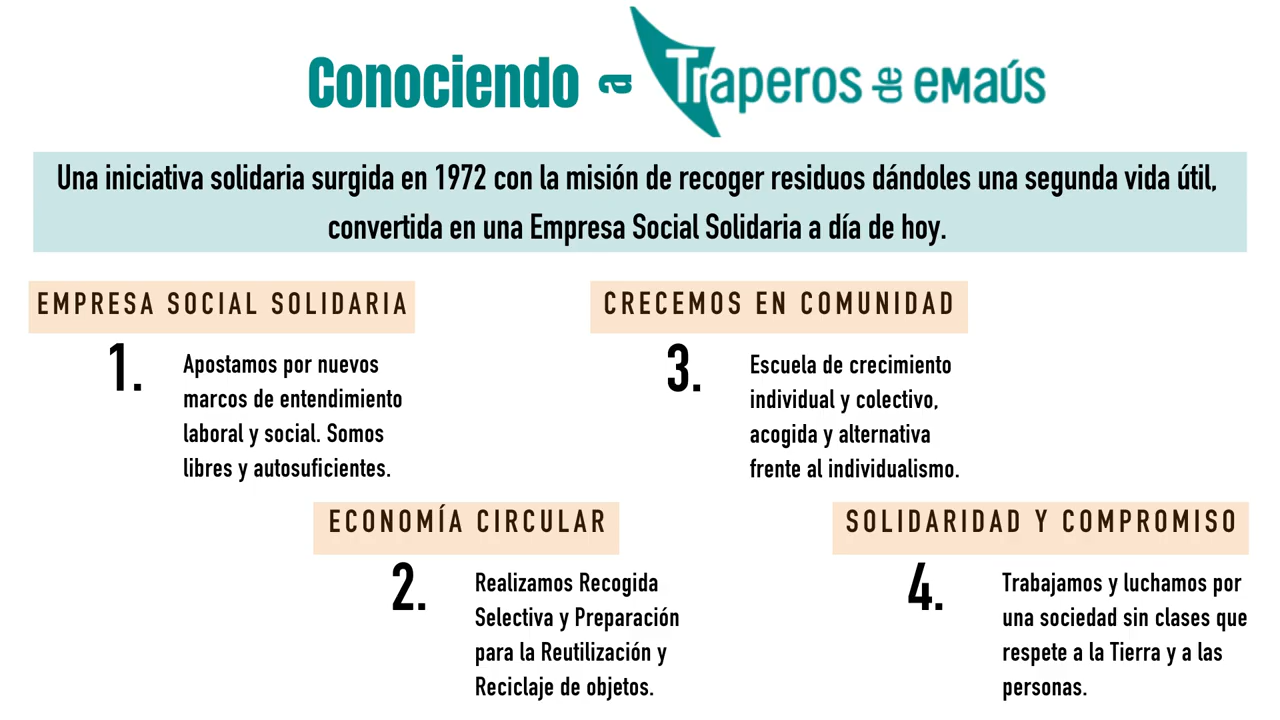 Conociendo a Traperos de emaús
Una iniciativa solidaria surgida en 1972 con la misión de recoger residuos dándoles una segunda vida útil,
convertida en una Empresa Social Solidaria a día de hoy.
EMPRESA SOCIAL SOLIDARIA
1.
Apostamos por nuevos
marcos de entendimiento
laboral y social. Somos
libres y autosuficientes.
ECONOMÍA CIRCULAR
2.
Realizamos Recogida
Selectiva y Preparación
para la Reutilización y
Reciclaje de objetos.
CRECEMOS EN COMUNIDAD
3.
Escuela de crecimiento
individual y colectivo,
acogida y alternativa
frente al individualismo.
SOLIDARIDAD Y COMPROMISO
4.
Trabajamos y luchamos por
una sociedad sin clases que
respete a la Tierra y a las
personas.